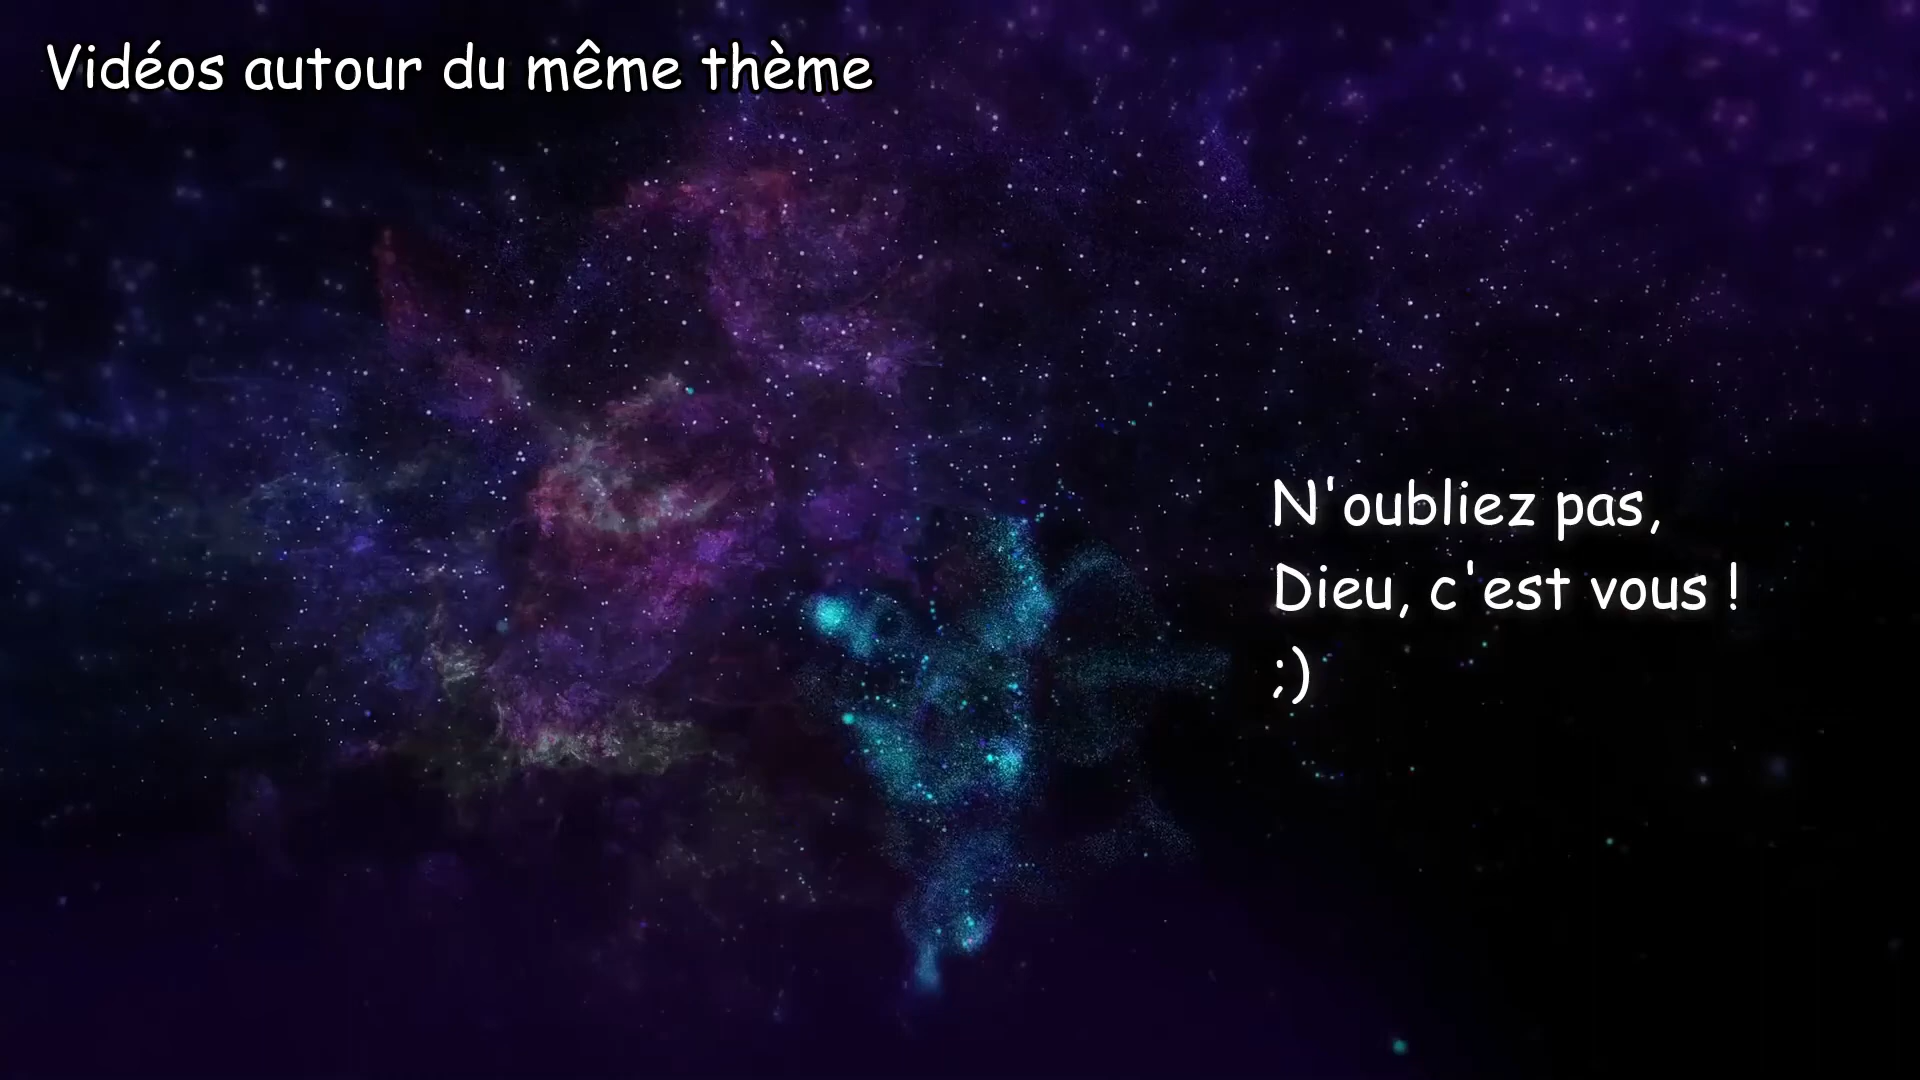 Vidéos autour du même thème
N'oubliez pas,
Dieu, c'est vous !
;)